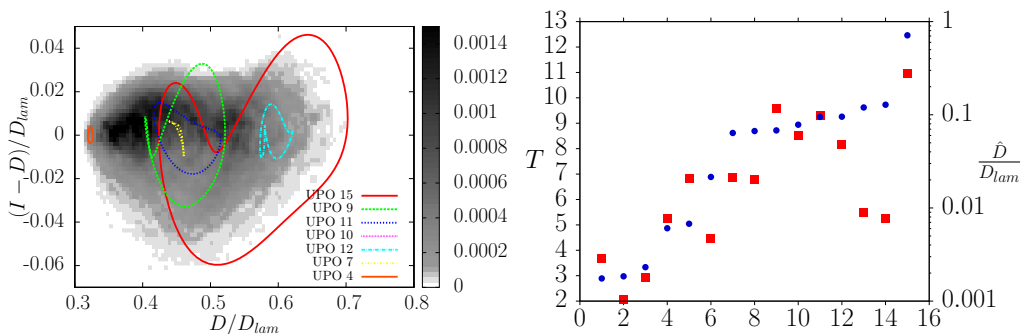 0.04
0.02
0
-0.02
-0.04
-0.06
(I - D)/D_lam
0.3 0.4 0.5 0.6 0.7 0.8
D/D_lam
UPO 15
UPO 9
UPO 11
UPO 10
UPO 12
UPO 7
UPO 4
0.0014
0.0012
0.001
0.0008
0.0006
0.0004
0.0002
0
13
12
11
10
9
8
7
6
5
4
3
2
T
0 2 4 6 8 10 12 14 16
1
0.1
0.01
0.001
D̂
D_lam